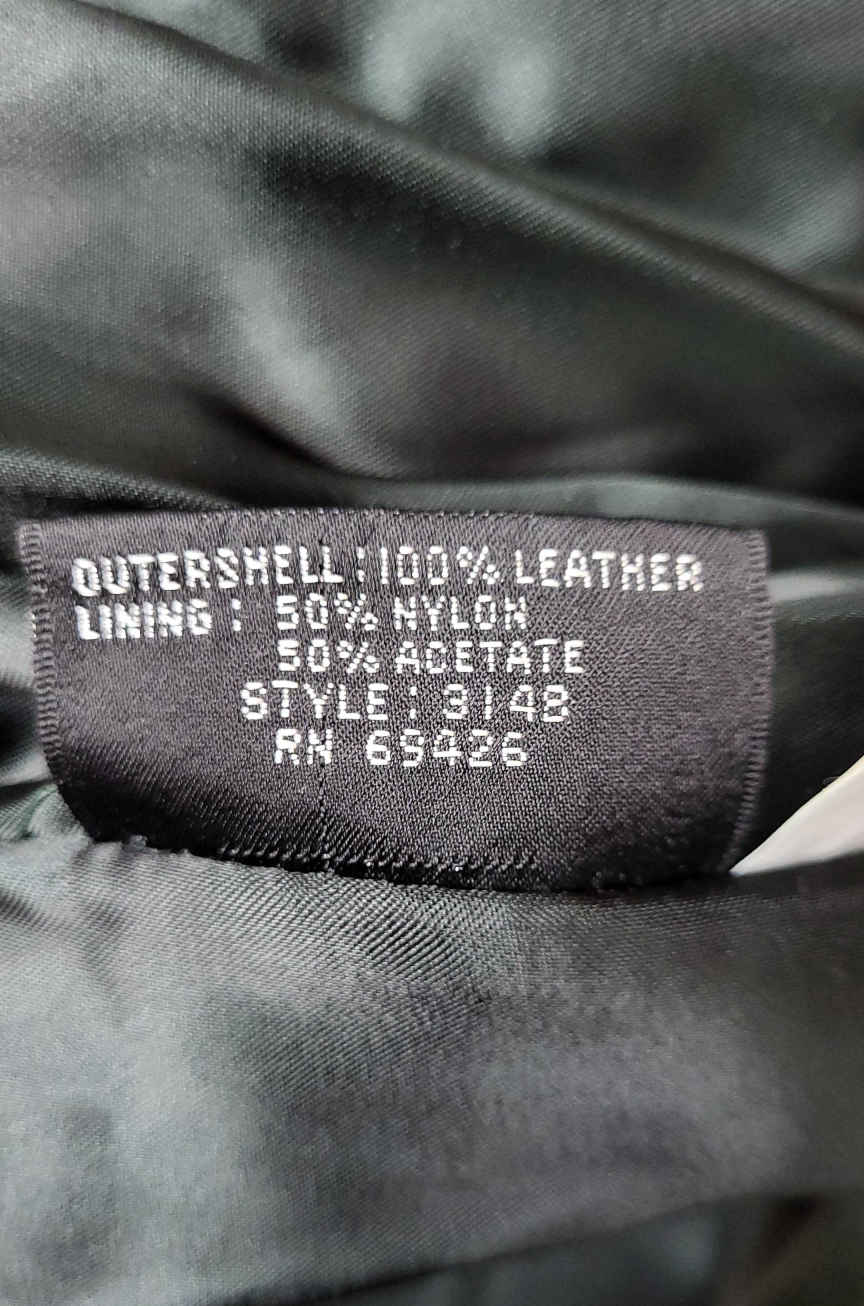 OUTERSHELL: 100% LEATHER
LINING: 50% NYLON
50% ACETATE
STYLE: 3148
RN 69426